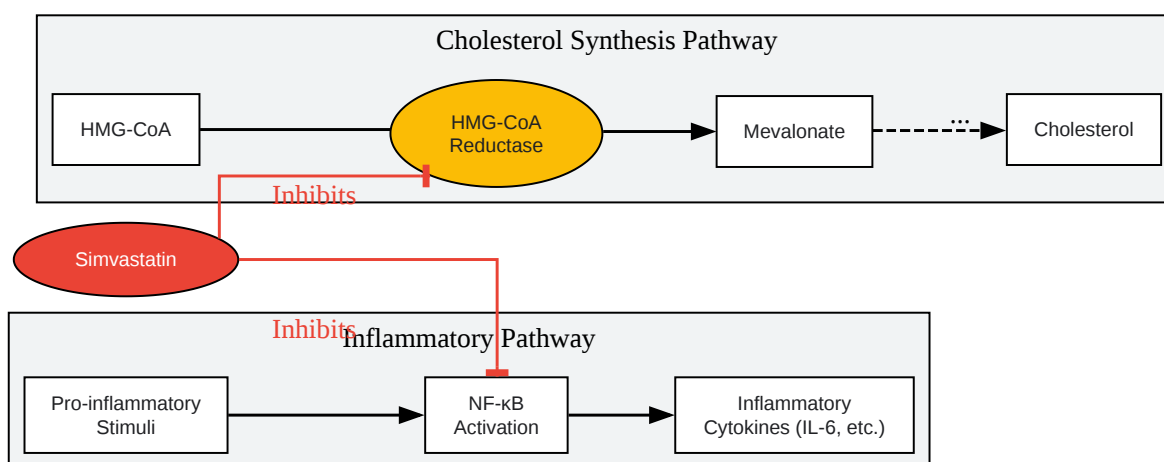 Cholesterol Synthesis Pathway
HMG-CoA
HMG-CoA
Reductase
Mevalonate
...
Cholesterol
Inhibits
Simvastatin
Inhibits
Inflammatory Pathway
Pro-inflammatory
Stimuli
NF-κB
Activation
Inflammatory
Cytokines (IL-6, etc.)